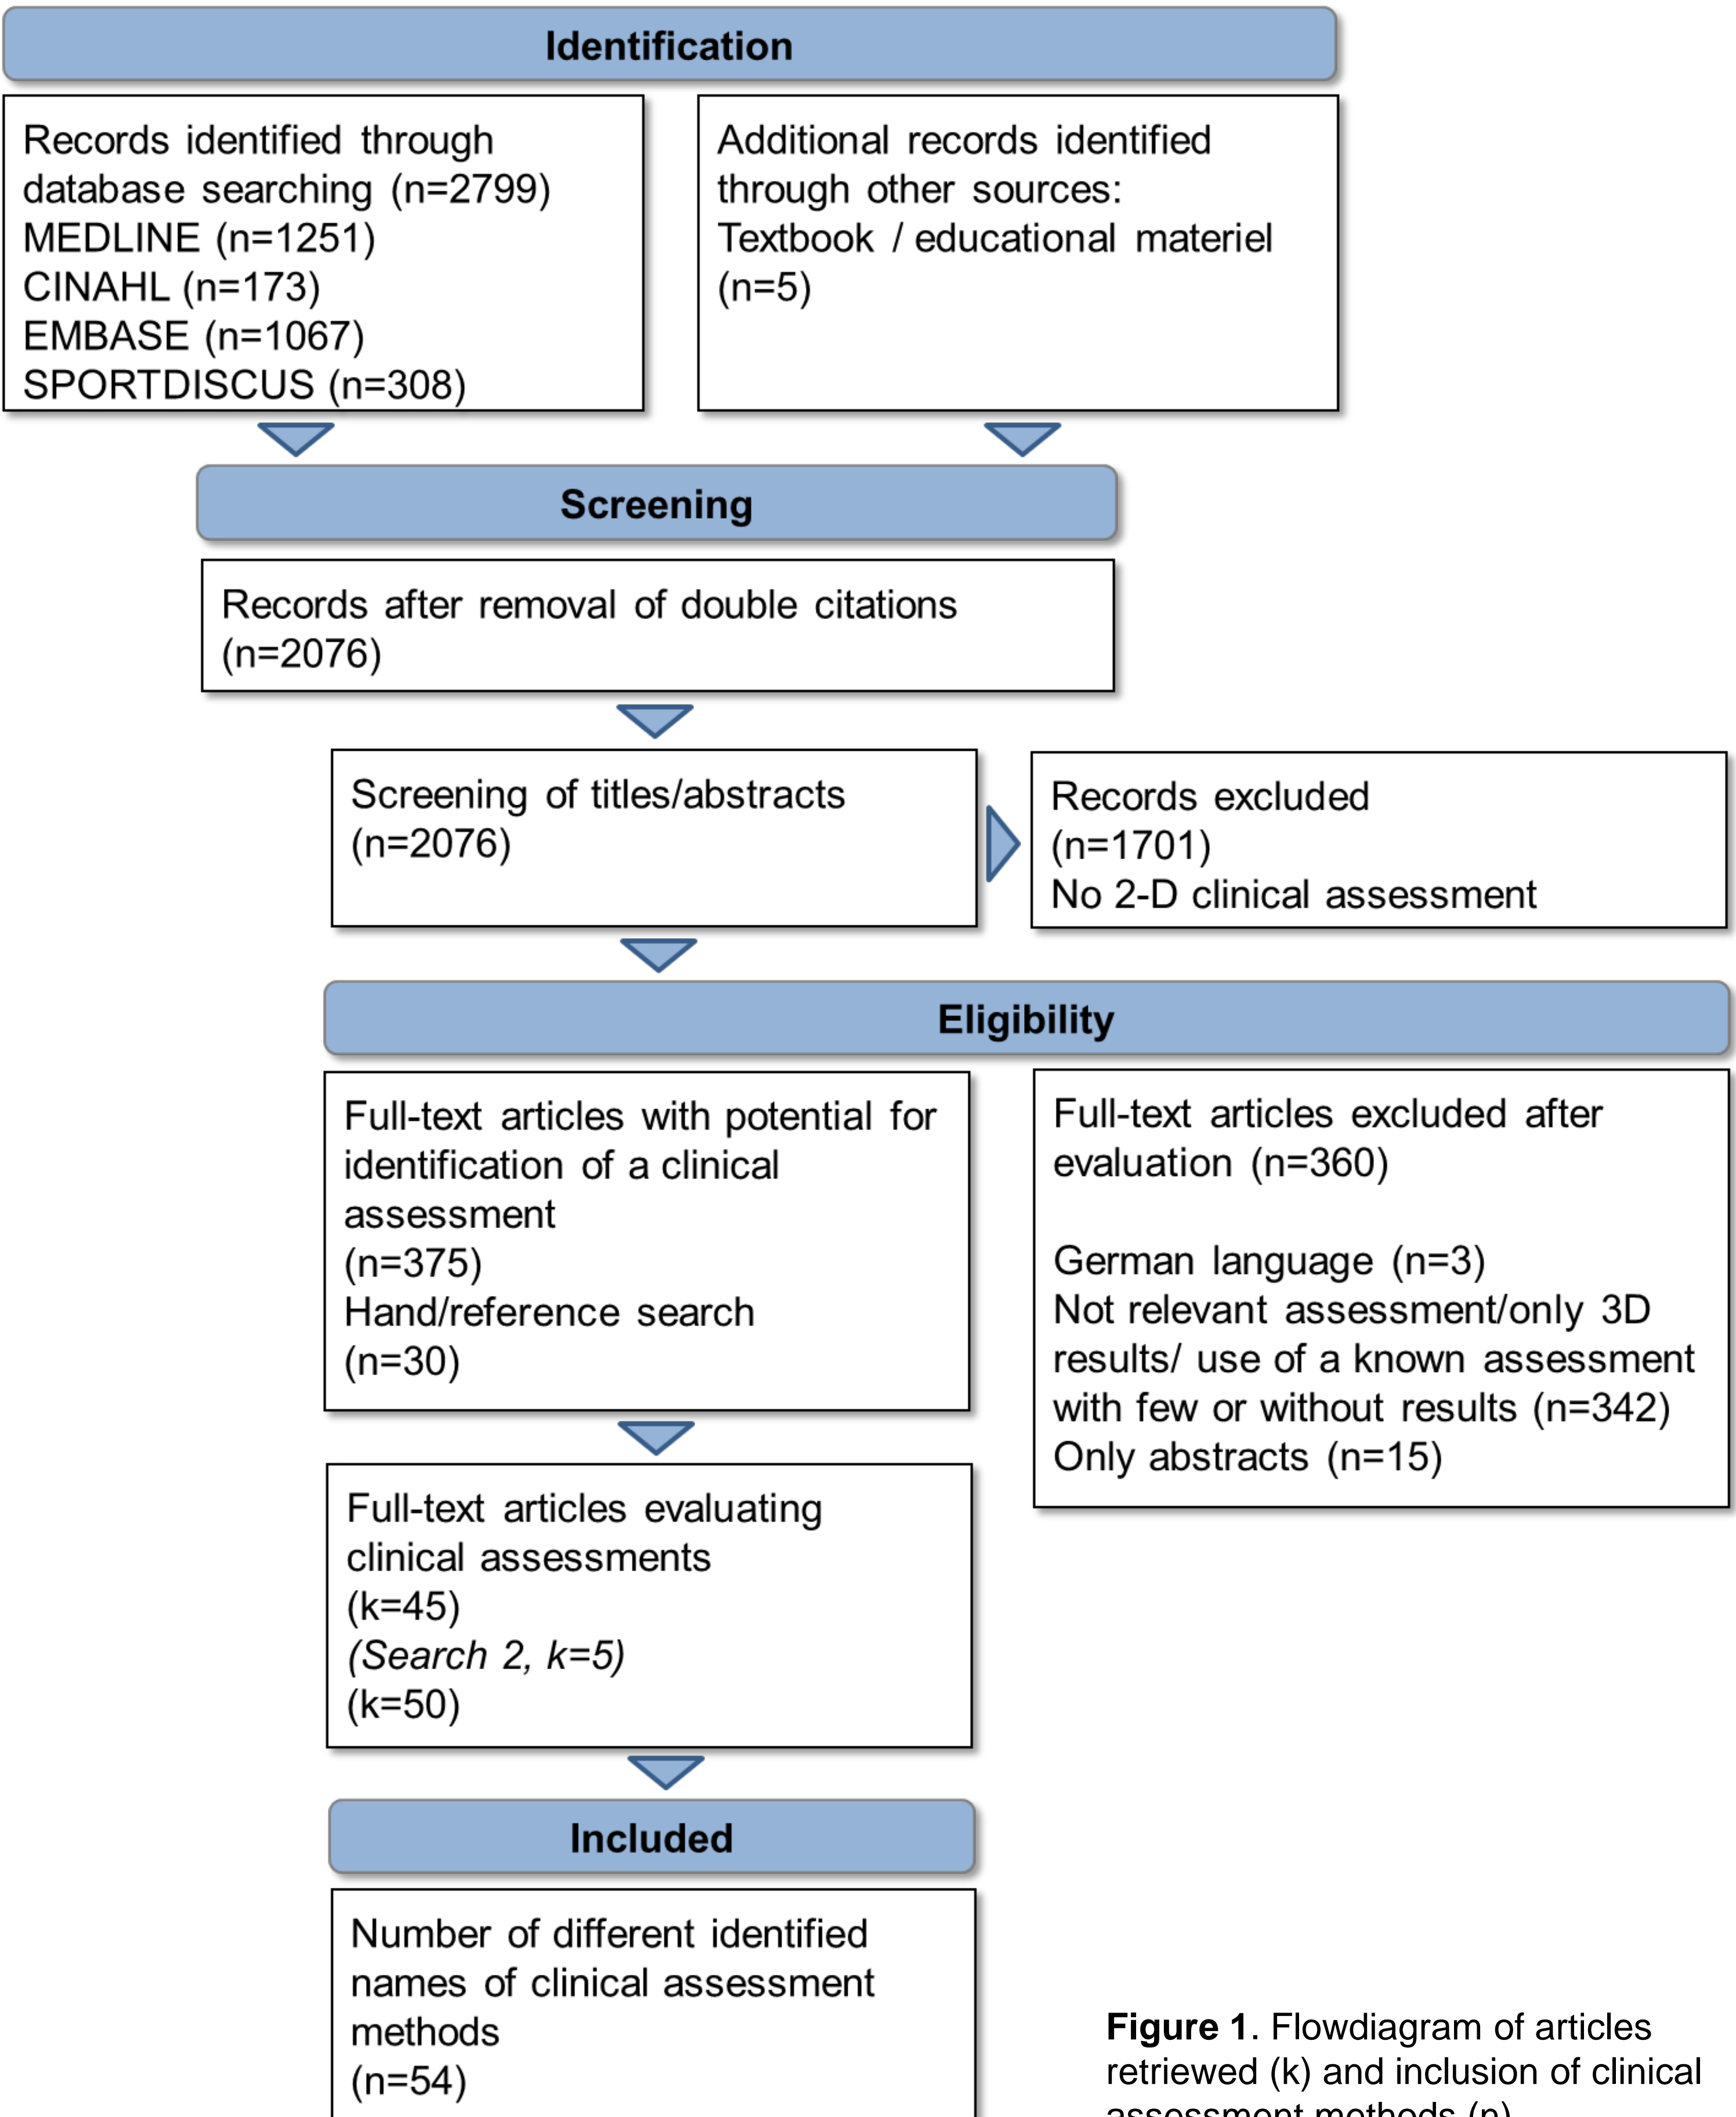 Identification
Records identified through
database searching (n=2799)
MEDLINE (n=1251)
CINAHL (n=173)
EMBASE (n=1067)
SPORTDISCUS (n=308)
Additional records identified
through other sources:
Textbook / educational materiel
(n=5)
Screening
Records after removal of double citations
(n=2076)
Screening of titles/abstracts
(n=2076)
Records excluded
(n=1701)
No 2-D clinical assessment
Eligibility
Full-text articles with potential for
identification of a clinical
assessment
(n=375)
Hand/reference search
(n=30)
Full-text articles excluded after
evaluation (n=360)
German language (n=3)
Not relevant assessment/only 3D
results/ use of a known assessment
with few or without results (n=342)
Only abstracts (n=15)
Full-text articles evaluating
clinical assessments
(k=45)
(Search 2, k=5)
(k=50)
Included
Number of different identified
names of clinical assessment
methods
(n=54)
Figure 1. Flowdiagram of articles
retriewed (k) and inclusion of clinical
assessment methods (n)